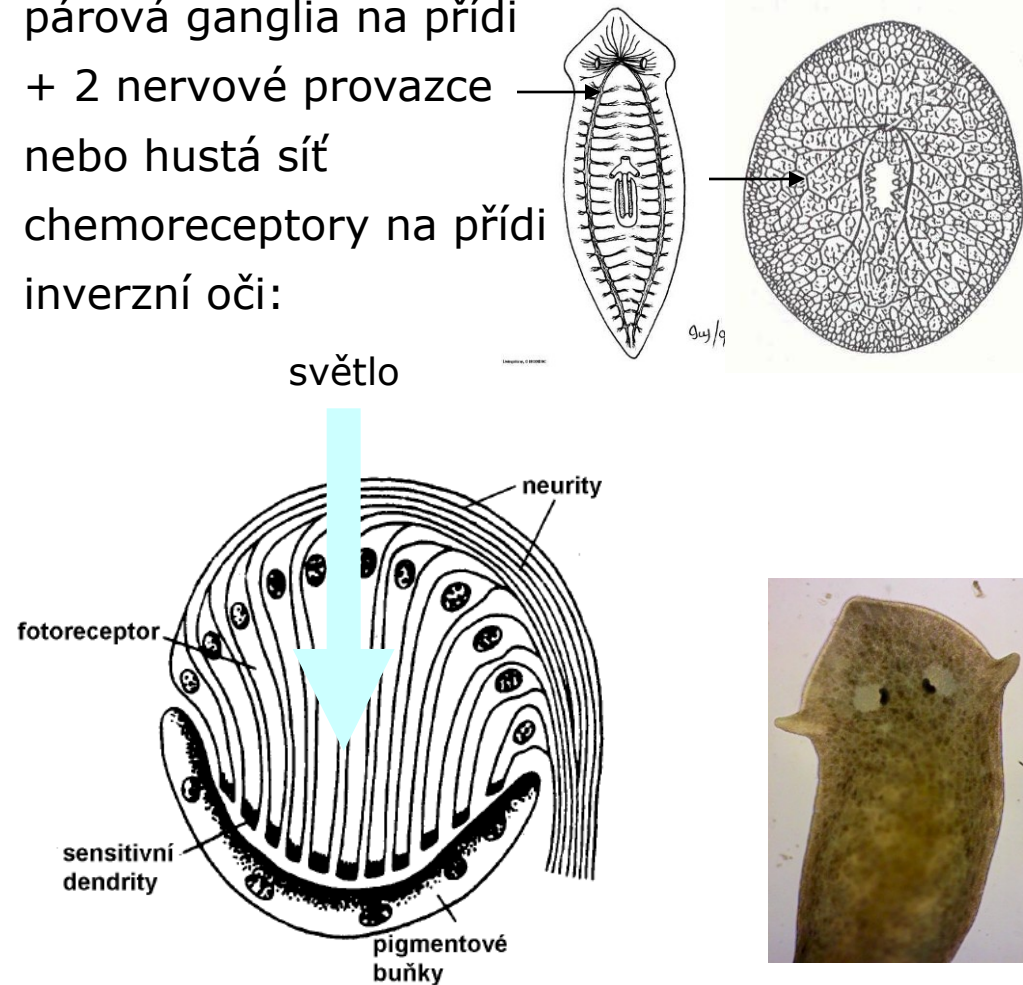 párová ganglia na přídi
+ 2 nervové provazce
nebo hustá síť
chemoreceptory na přídi
inverzní oči:
světlo
neurity
fotoreceptor
sensitivní
dendrity
pigmentové
buňky